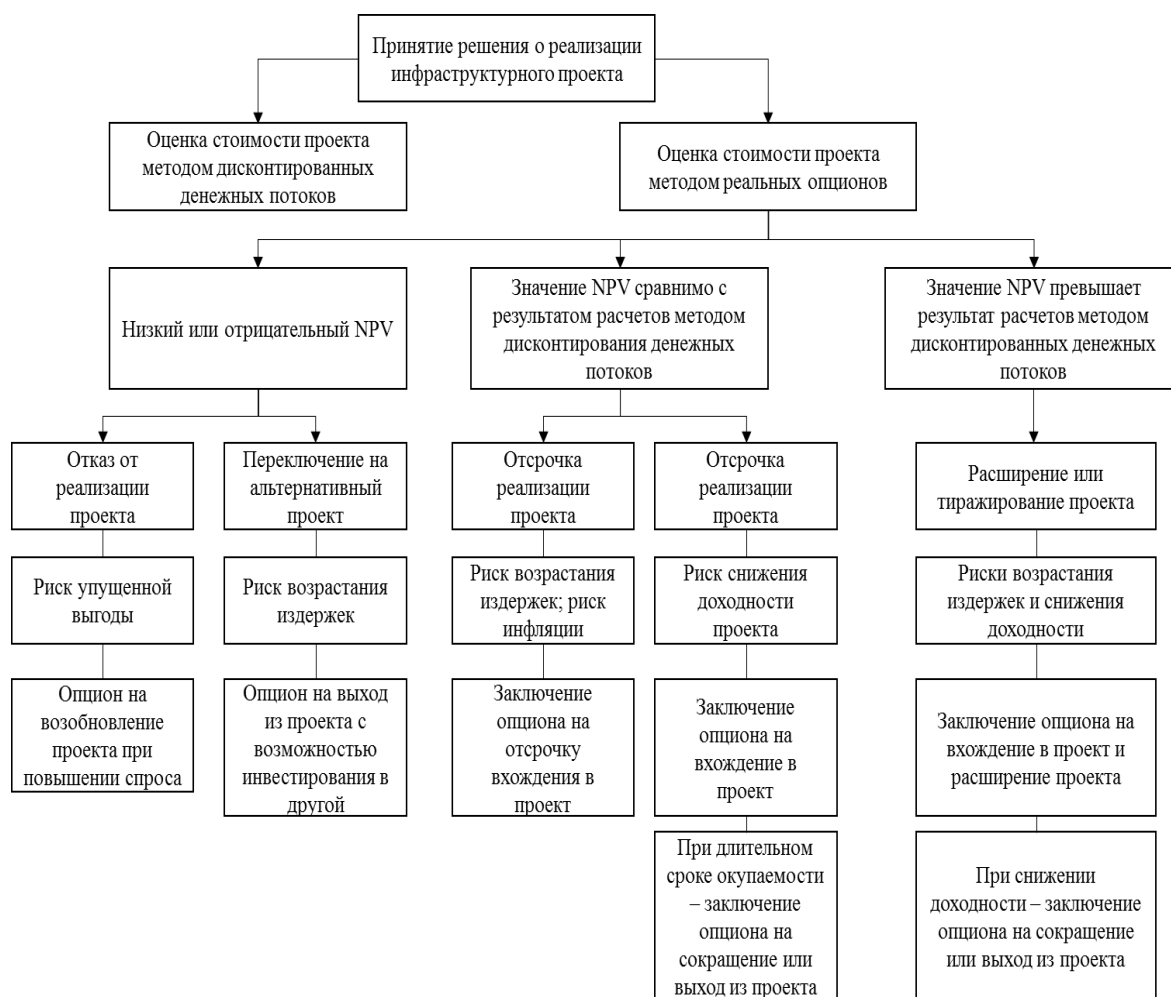 Принятие решения о реализации
инфраструктурного проекта
Оценка стоимости проекта
методом дисконтированных
денежных потоков
Оценка стоимости проекта
методом реальных опционов
Низкий или отрицательный NPV
Значение NPV сравнимо с
результатом расчетов методом
дисконтирования денежных
потоков
Значение NPV превышает
результат расчетов методом
дисконтированных денежных
потоков
Отказ от
реализации
проекта
Переключение на
альтернативный
проект
Отсрочка
реализации
проекта
Отсрочка
реализации
проекта
Расширение или
тиражирование проекта
Риск упущенной
выгоды
Риск возрастания
издержек
Риск возрастания
издержек; риск
инфляции
Риск снижения
доходности
проекта
Риски возрастания
издержек и снижения
доходности
Опцион на
возобновление
проекта при
повышении спроса
Опцион на выход
из проекта с
возможностью
инвестирования в
другой
Заключение
опциона на
отсрочку
вхождения в
проект
Заключение
опциона на
вхождение в
проект
Заключение опциона на
вхождение в проект и
расширение проекта
При длительном
сроке окупаемости
– заключение
опциона на
сокращение или
выход из проекта
При снижении
доходности – заключение
опциона на сокращение
или выход из проекта